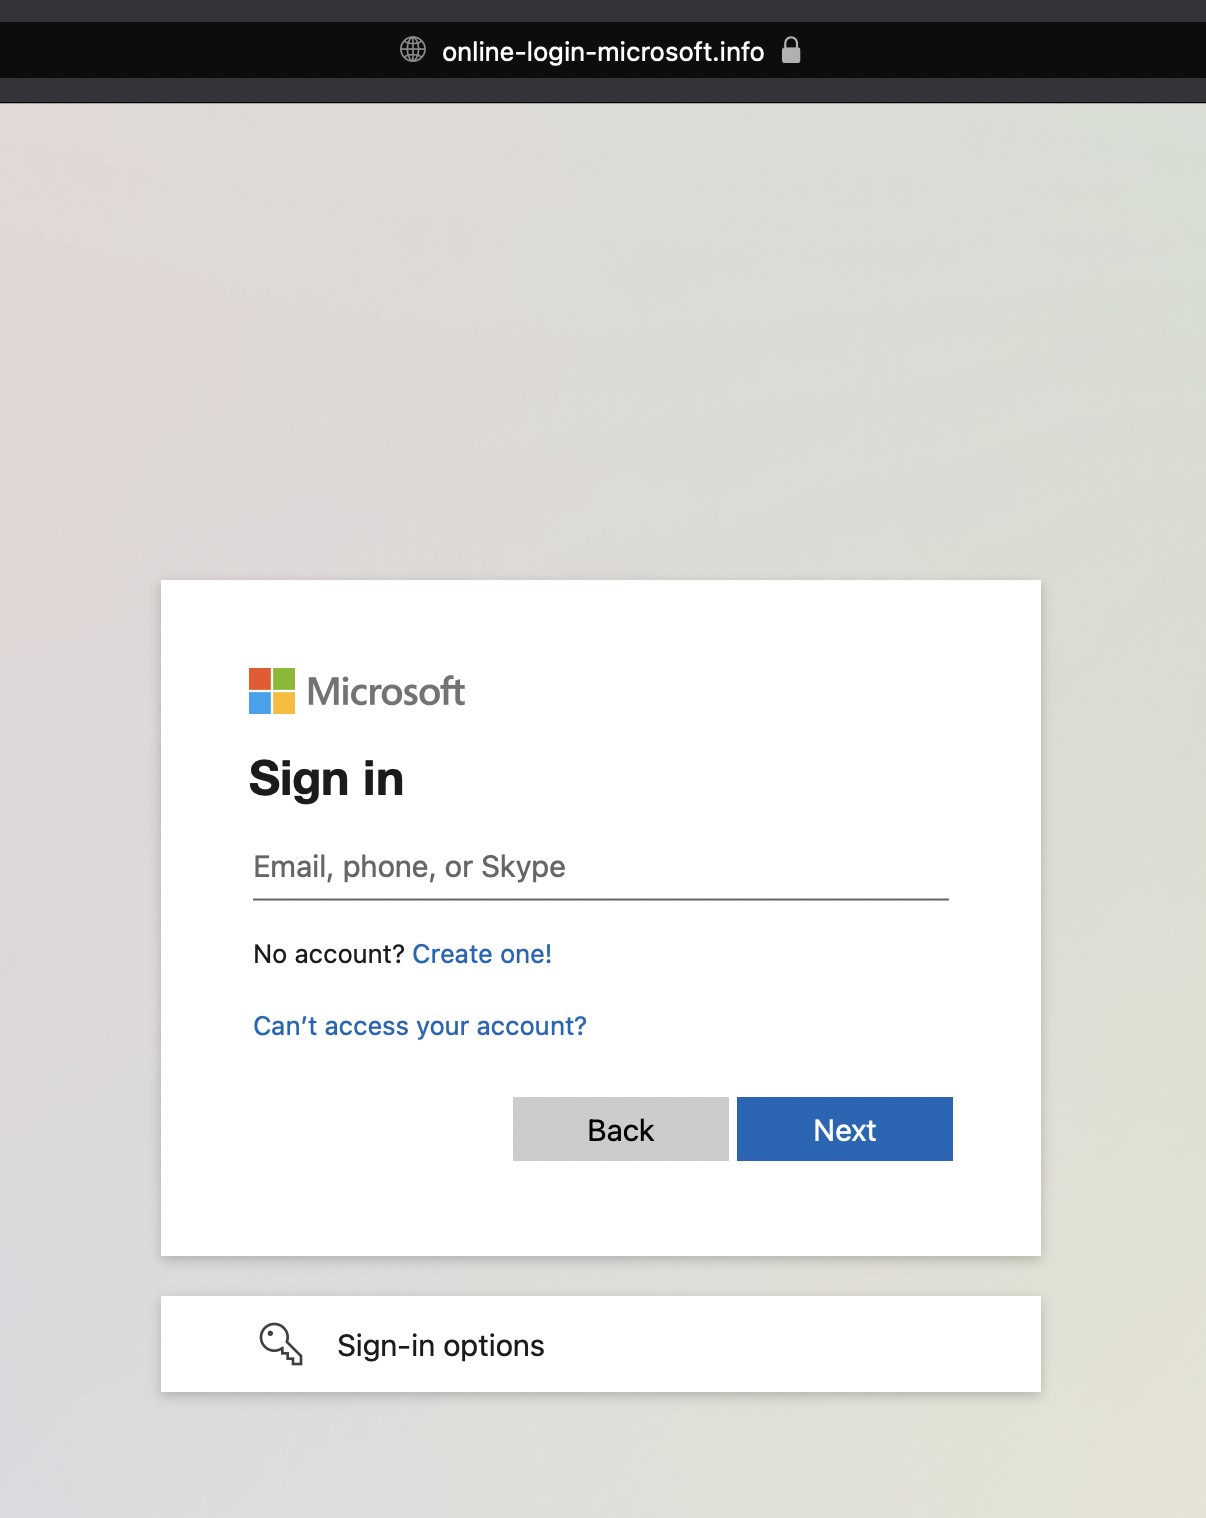 online-login-microsoft.info
Microsoft
Sign in
Email, phone, or Skype
No account? Create one!
Can't access your account?
Back Next
Sign-in options